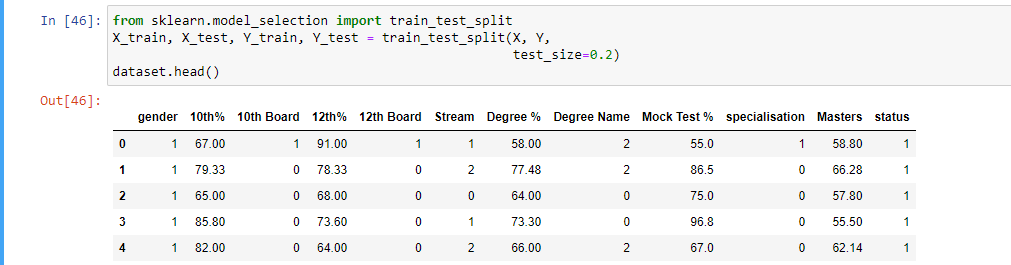 In [46]: from sklearn.model_selection import train_test_split
X_train, X_test, Y_train, Y_test = train_test_split(X, Y,
test_size=0.2)
dataset.head()
Out[46]:
gender 10th% 10th Board 12th% 12th Board Stream Degree % Degree Name Mock Test % specialisation Masters status
0 1 67.00 1 91.00 1 1 58.00 2 55.0 1 58.80 1
1 1 79.33 0 78.33 0 2 77.48 2 86.5 0 66.28 1
2 1 65.00 0 68.00 0 0 64.00 0 75.0 0 57.80 1
3 1 85.80 0 73.60 0 1 73.30 0 96.8 0 55.50 1
4 1 82.00 0 64.00 0 2 66.00 2 67.0 0 62.14 1